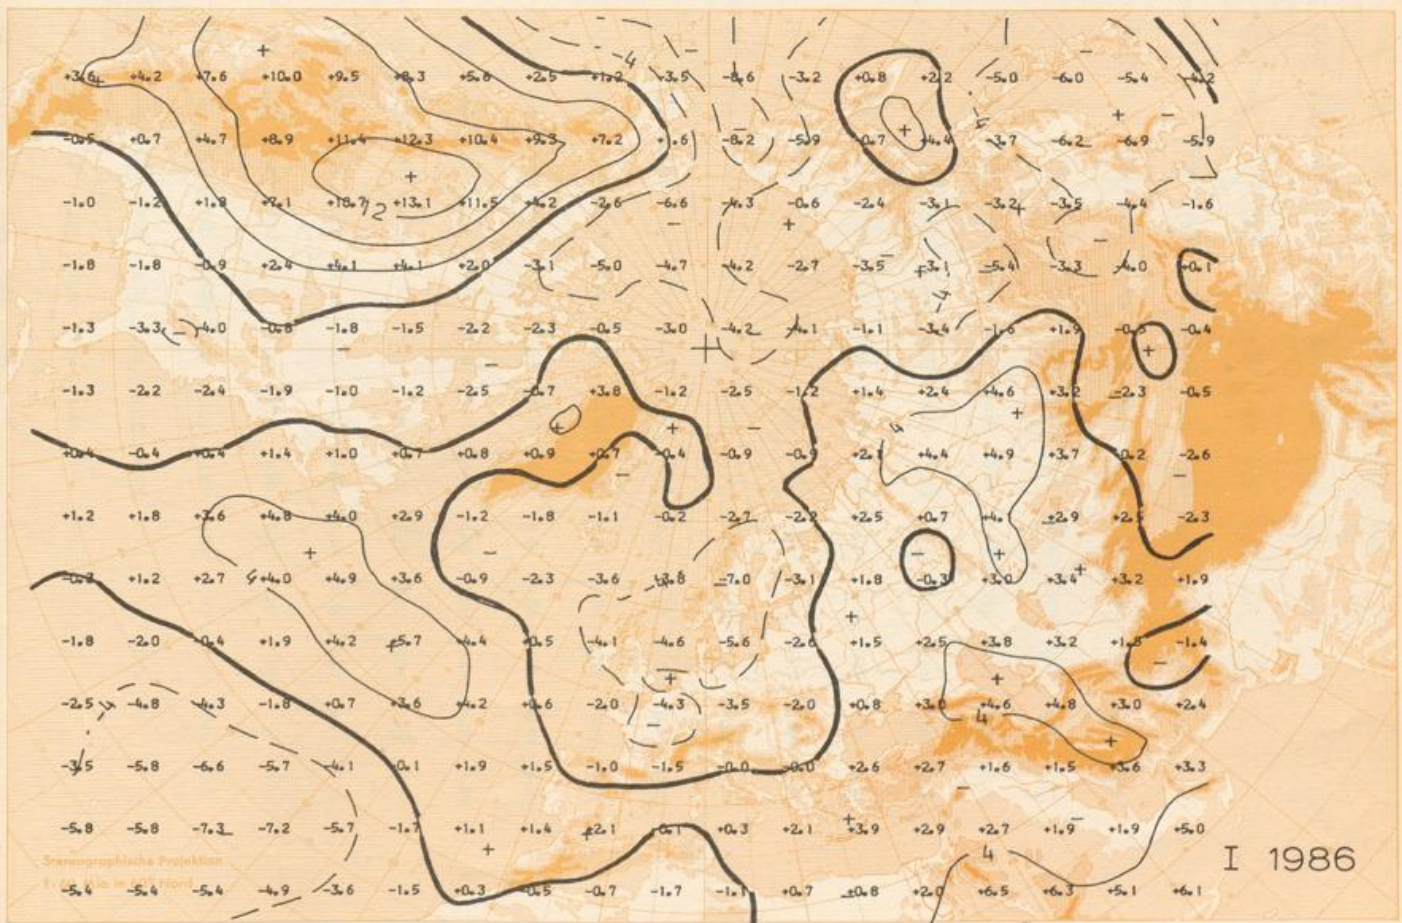 +3.6 +4.2 +7.6 +10.0 +9.5 +8.3 +5.6 +2.5 +1.2 -3.5 -8.6 -3.2 +0.8 +2.2 -5.0 -6.0 -5.4 -4.2
-0.5 +0.7 +4.7 +8.9 +11.4 +12.3 +10.4 +9.3 +7.2 +1.6 -8.2 -5.9 -0.7 +4.4 -3.7 -6.2 -6.9 -5.9
-1.0 -1.2 +1.8 +7.1 +10.7 +13.1 +11.5 +4.2 -2.6 -6.6 -4.3 -0.6 -2.4 -3.1 -3.2 -3.5 -4.4 -1.6
-1.8 -1.8 -0.9 +2.4 +4.1 +4.1 +2.0 -3.1 -5.0 -4.7 -4.2 -2.7 -3.5 -3.1 -5.4 -3.3 -4.0 +0.1
-1.3 -3.3 -4.0 -0.8 -1.8 -1.5 -2.2 -2.3 -0.5 -3.0 -4.2 -4.1 -1.1 -3.4 -1.6 +1.9 -0.5 -0.4
-1.3 -2.2 -2.4 -1.9 -1.0 -1.2 -2.5 -0.7 +3.8 -1.2 -2.5 -1.2 +1.4 +2.4 +4.6 +3.2 -2.3 -0.5
+0.4 -0.4 +0.4 +1.4 +1.0 +0.7 +0.8 +0.9 +0.7 -0.4 -0.9 -0.9 +2.1 +4.4 +4.9 +3.7 -0.2 -2.6
+1.2 +1.8 +3.6 +4.8 +4.0 +2.9 -1.2 -1.8 -1.1 -0.2 -2.7 -2.2 +2.5 +0.7 +4.1 +2.9 +2.5 -2.3
-0.3 +1.2 +2.7 +4.0 +4.9 +3.6 -0.9 -2.3 -3.6 -3.8 -7.0 -3.1 +1.8 -0.3 +3.0 +3.4 +3.2 +1.9
-1.8 -2.0 -0.4 +1.9 +4.2 +5.7 +4.4 +0.5 -4.1 -4.6 -5.6 -2.6 +1.5 +2.5 +3.8 +3.2 +1.8 -1.4
-2.5 -4.8 -4.3 -1.8 +0.7 +3.6 +4.2 +0.6 -2.0 -4.3 -3.5 -2.0 +0.8 +3.0 +4.6 +4.8 +3.0 +2.4
-3.5 -5.8 -6.6 -5.7 -4.1 -0.1 +1.9 +1.5 -1.0 -1.5 -0.0 -0.0 +2.6 +2.7 +1.6 +1.5 +3.6 +3.3
-5.8 -5.8 -7.3 -7.2 -5.7 -1.7 +1.1 +1.4 +2.1 +0.1 +0.3 +2.1 +3.9 +2.9 +2.7 +1.9 +1.9 +5.0
I 1986
Stereographische Projektion
-5.4 -5.4 -5.4 -4.9 -3.6 -1.5 +0.3 -0.5 -0.7 -1.7 -1.1 +0.7 +0.8 +2.0 +6.5 +6.3 +5.1 +6.1